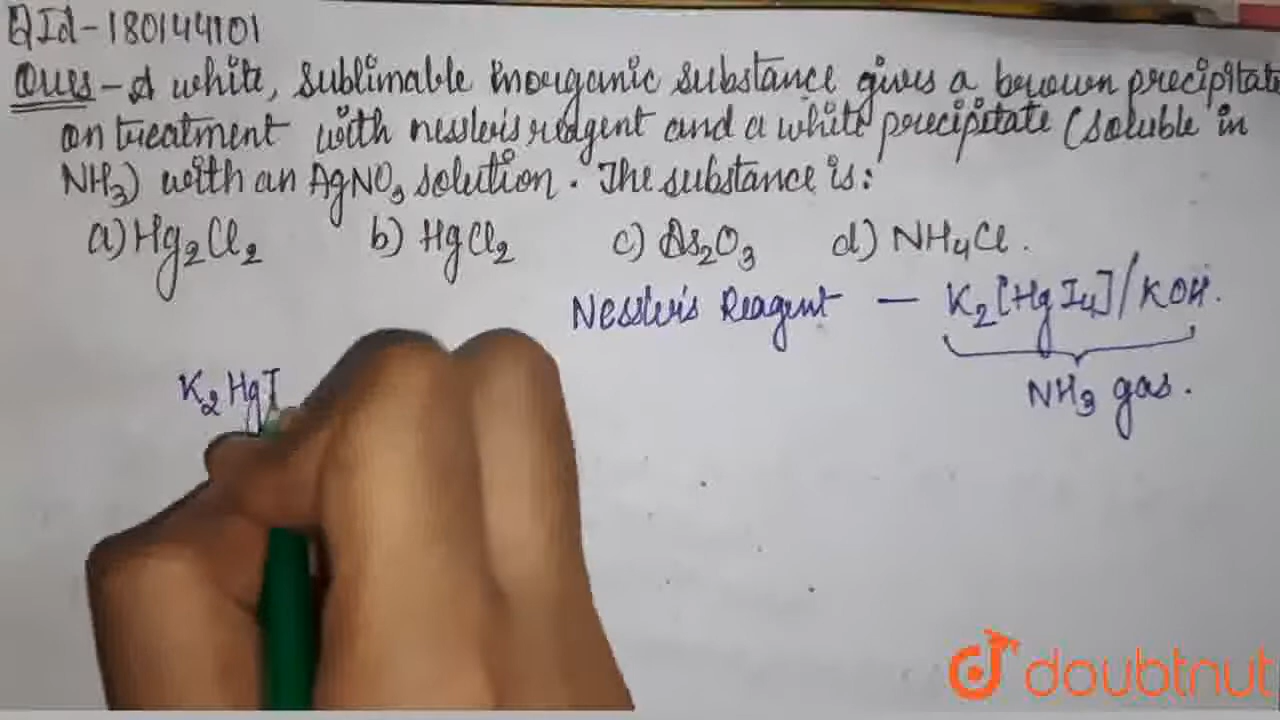 QId-180144101
Ques - A white, sublimable inorganic substance gives a brown precipitate
on treatment with nessler's reagent and a white precipitate (soluble in
NH₃) with an AgNO₃ solution. The substance is:
a) Hg₂Cl₂ b) HgCl₂ c) As₂O₃ d) NH₄Cl.
Nessler's Reagent — K₂[HgI₄]/KOH.
NH₃ gas.
K₂HgI
doubtnut